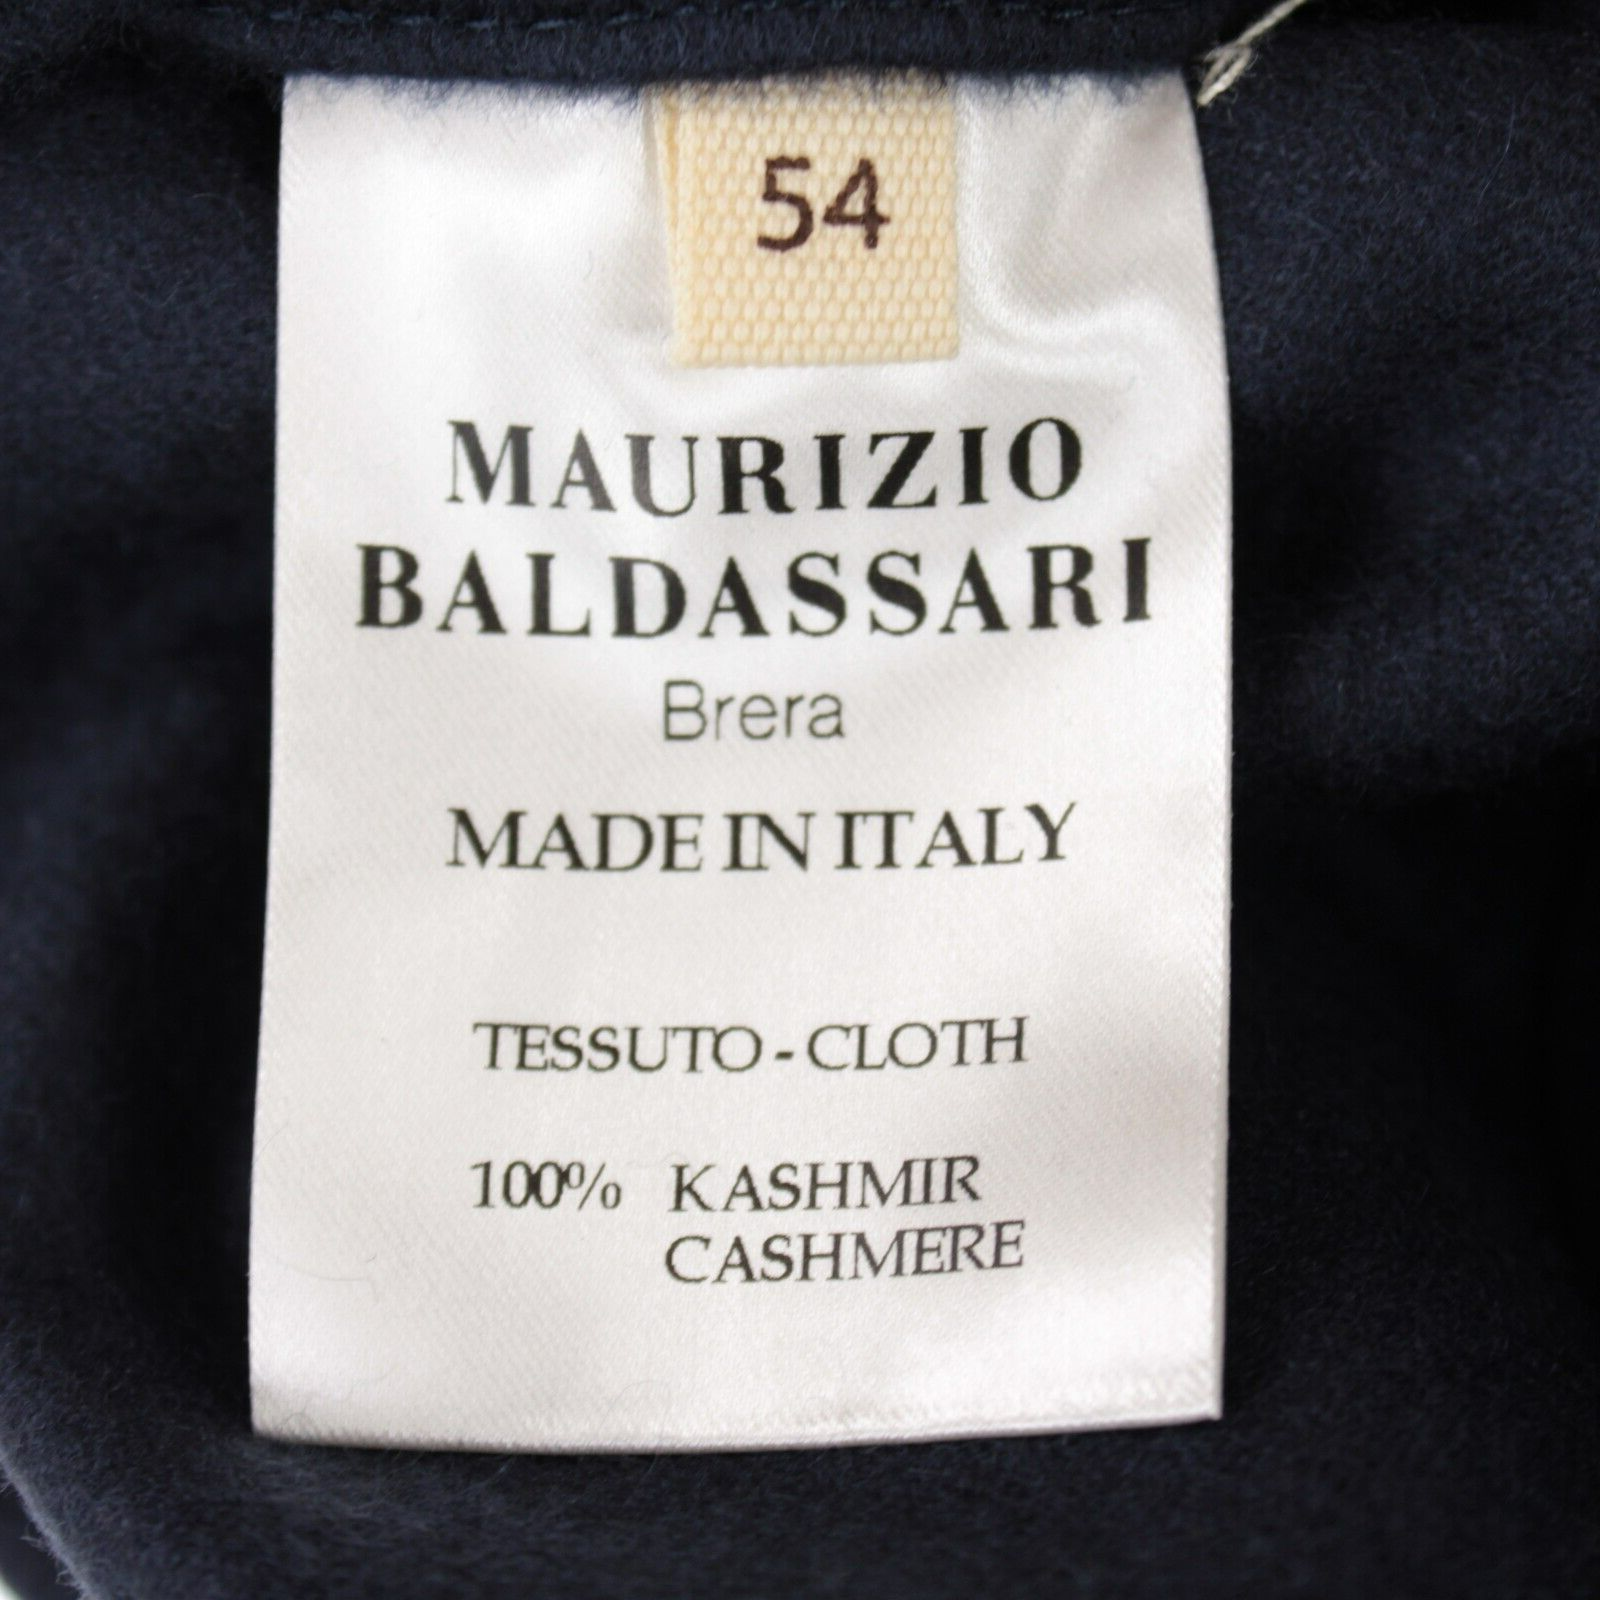 54
MAURIZIO
BALDASSARI
Brera
MADE IN ITALY
TESSUTO - CLOTH
100% KASHMIR
CASHMERE